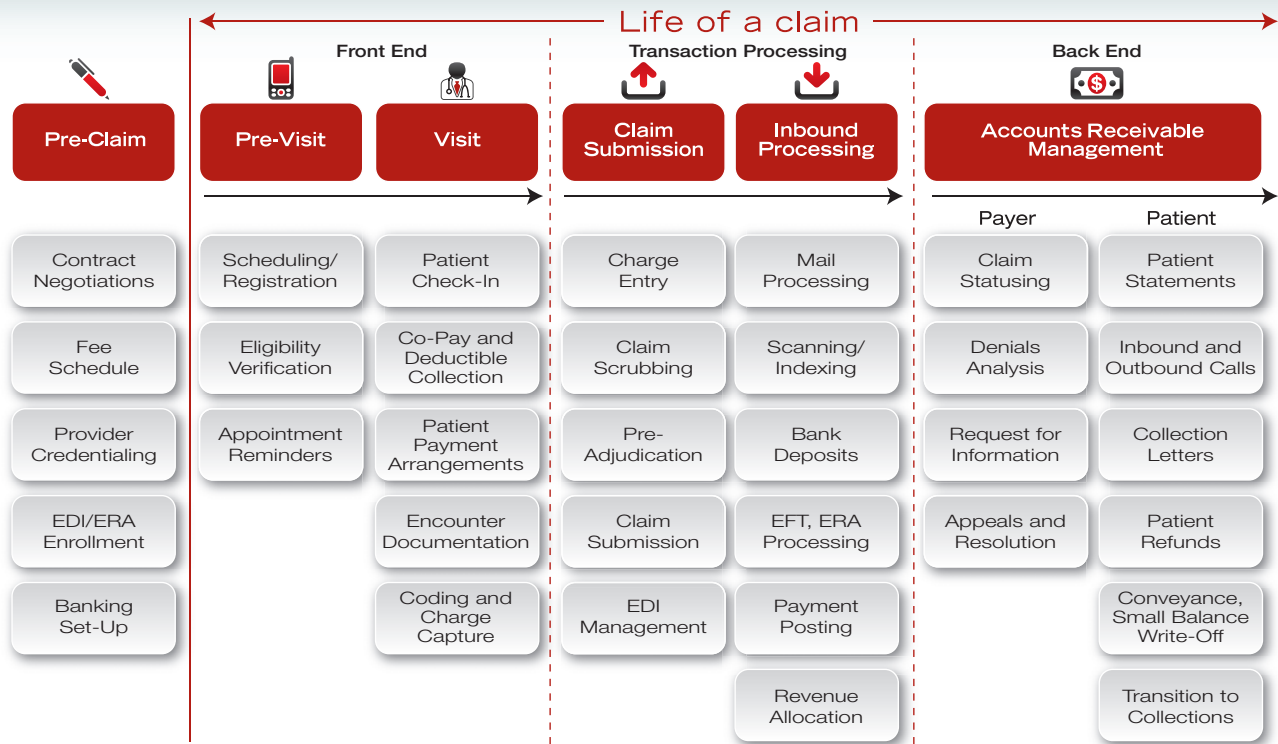 Life of a claim
Front End
Transaction Processing
Back End
Pre-Claim
Pre-Visit
Visit
Claim
Submission
Inbound
Processing
Accounts Receivable
Management
Payer
Patient
Contract
Negotiations
Fee
Schedule
Provider
Credentialing
EDI/ERA
Enrollment
Banking
Set-Up
Scheduling/
Registration
Eligibility
Verification
Appointment
Reminders
Patient
Check-In
Co-Pay and
Deductible
Collection
Patient
Payment
Arrangements
Encounter
Documentation
Coding and
Charge
Capture
Charge
Entry
Claim
Scrubbing
Pre-
Adjudication
Claim
Submission
EDI
Management
Mail
Processing
Scanning/
Indexing
Bank
Deposits
EFT, ERA
Processing
Payment
Posting
Revenue
Allocation
Claim
Statusing
Denials
Analysis
Request for
Information
Appeals and
Resolution
Patient
Statements
Inbound and
Outbound Calls
Collection
Letters
Patient
Refunds
Conveyance,
Small Balance
Write-Off
Transition to
Collections